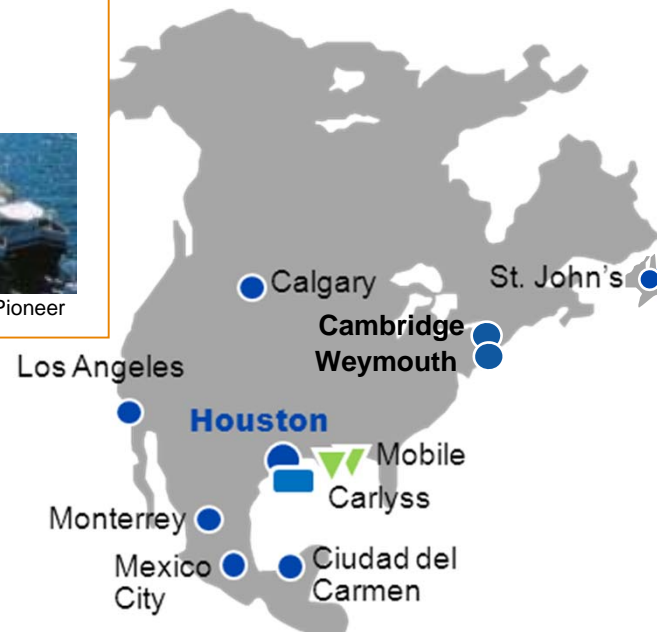 Pioneer
Calgary
St. John's
Cambridge
Weymouth
Los Angeles
Houston
Mobile
Carlyss
Monterrey
Mexico
City
Ciudad del
Carmen